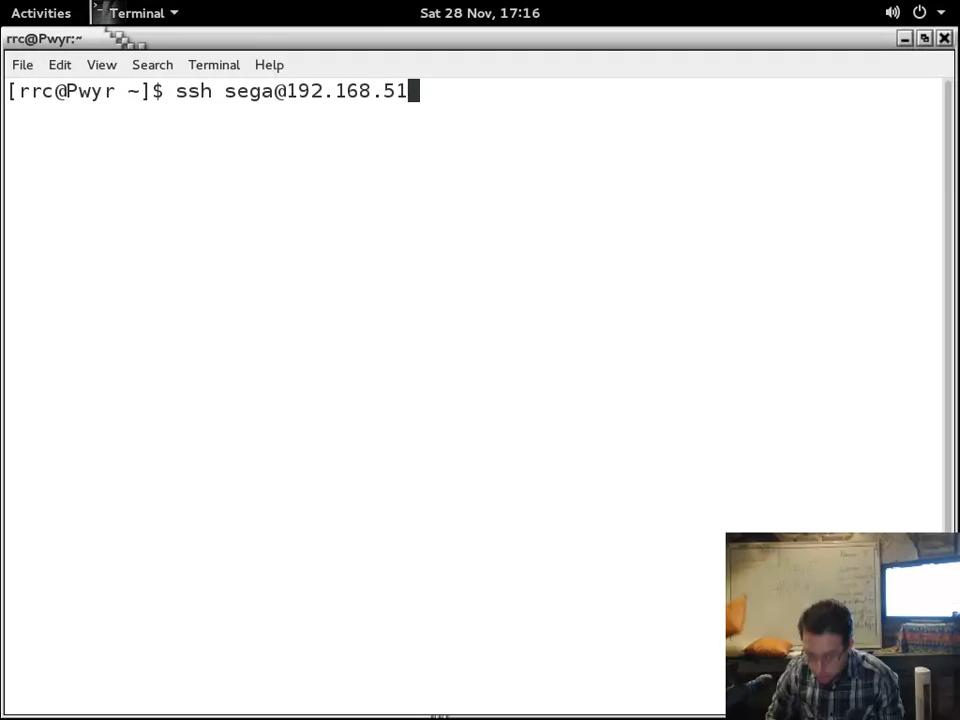 Activities
Terminal
Sat 28 Nov, 17:16
rrc@Pwyr:~
File Edit View Search Terminal Help
[rrc@Pwyr ~]$ ssh sega@192.168.51